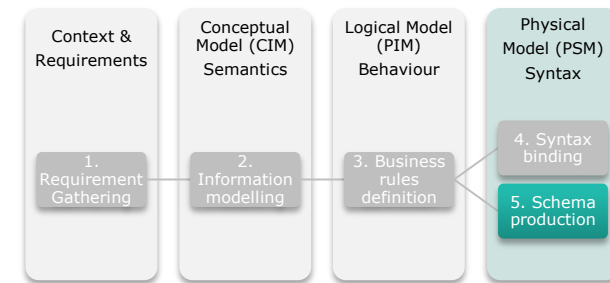 Context &
Requirements
Conceptual
Model (CIM)
Semantics
Logical Model
(PIM)
Behaviour
Physical
Model (PSM)
Syntax
1.
Requirement
Gathering
2.
Information
modelling
3. Business
rules
definition
4. Syntax
binding
5. Schema
production